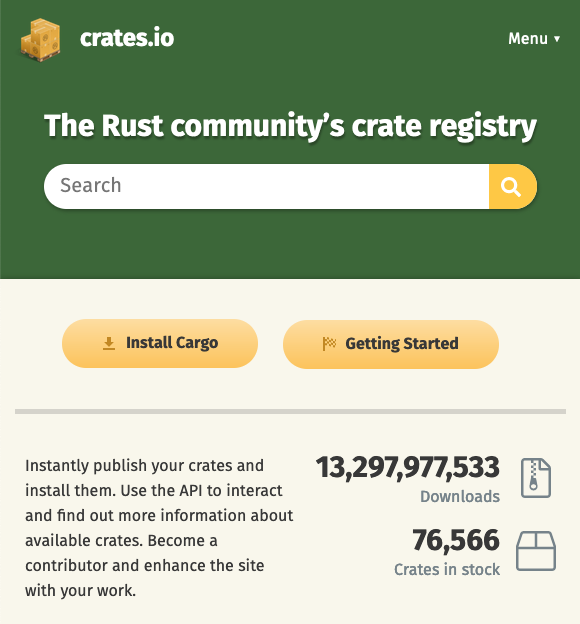 crates.io
Menu ▼
The Rust community’s crate registry
Search
Install Cargo
Getting Started
Instantly publish your crates and
install them. Use the API to interact
and find out more information about
available crates. Become a
contributor and enhance the site
with your work.
13,297,977,533
Downloads
76,566
Crates in stock